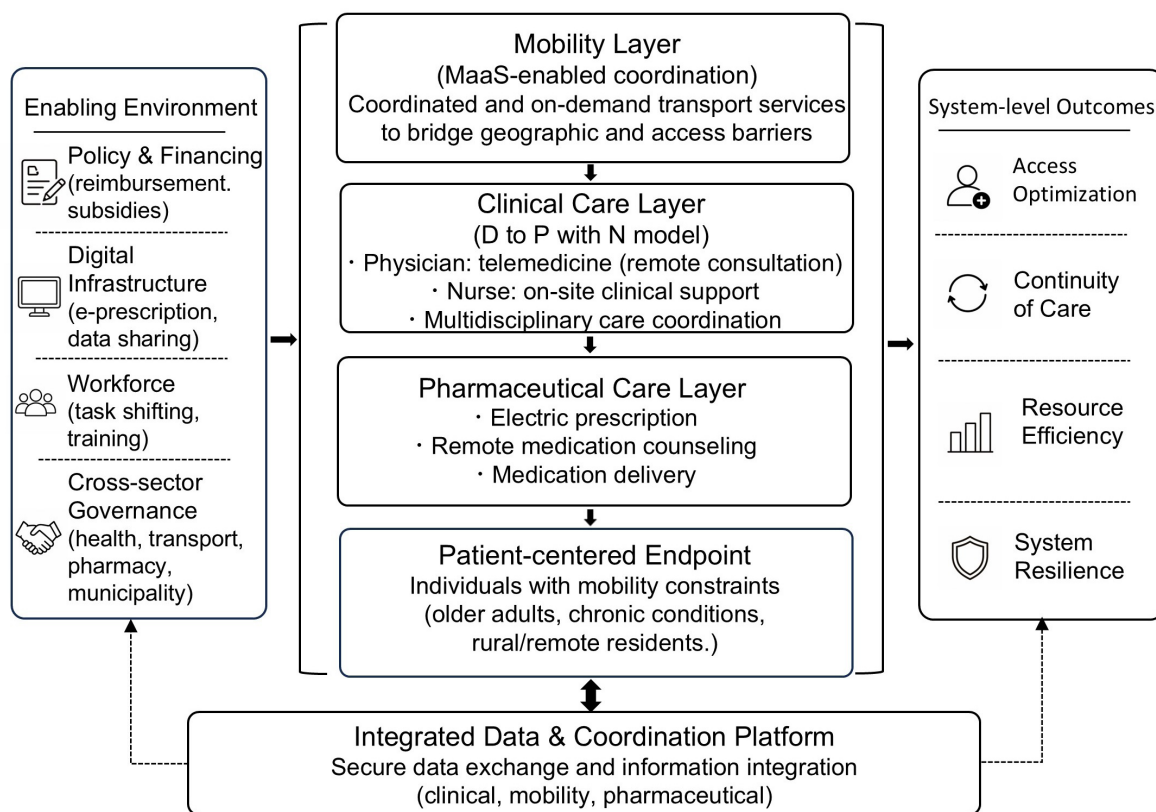 Enabling Environment
Policy & Financing
(reimbursement.
subsidies)
Digital
Infrastructure
(e-prescription,
data sharing)
Workforce
(task shifting,
training)
Cross-sector
Governance
(health, transport,
pharmacy,
municipality)
Mobility Layer
(MaaS-enabled coordination)
Coordinated and on-demand transport services
to bridge geographic and access barriers
Clinical Care Layer
(D to P with N model)
・Physician: telemedicine (remote consultation)
・Nurse: on-site clinical support
・Multidisciplinary care coordination
Pharmaceutical Care Layer
・Electric prescription
・Remote medication counseling
・Medication delivery
Patient-centered Endpoint
Individuals with mobility constraints
(older adults, chronic conditions,
rural/remote residents.)
System-level Outcomes
Access
Optimization
Continuity
of Care
Resource
Efficiency
System
Resilience
Integrated Data & Coordination Platform
Secure data exchange and information integration
(clinical, mobility, pharmaceutical)